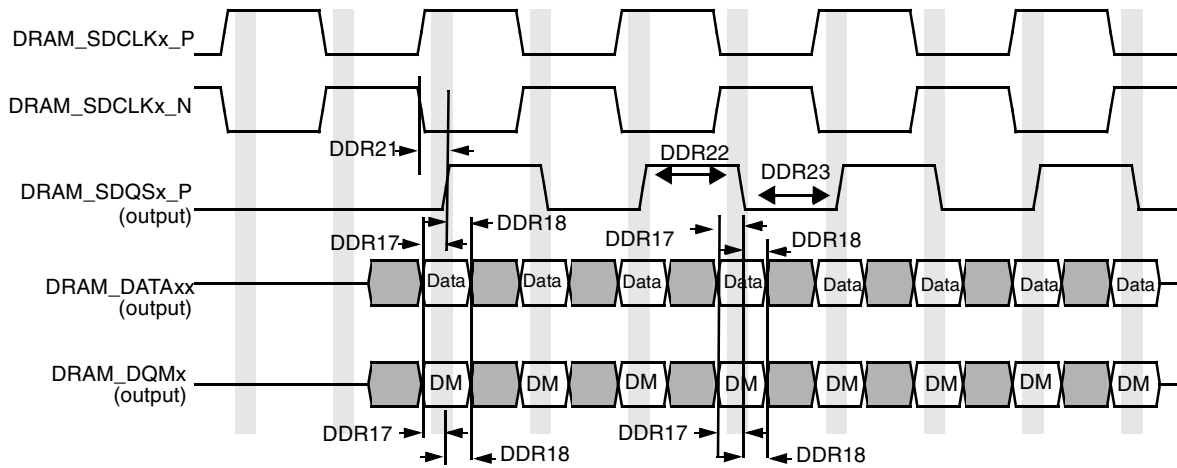 DRAM_SDCLKx_P
DRAM_SDCLKx_N
DDR21
DDR22
DDR23
DRAM_SDQSx_P
(output)
DDR17
DDR18
DDR17
DDR18
DRAM_DATAxx
(output)
Data Data Data Data Data Data Data Data
DRAM_DQMx
(output)
DM DM DM DM DM DM DM DM
DDR17
DDR18
DDR17
DDR18